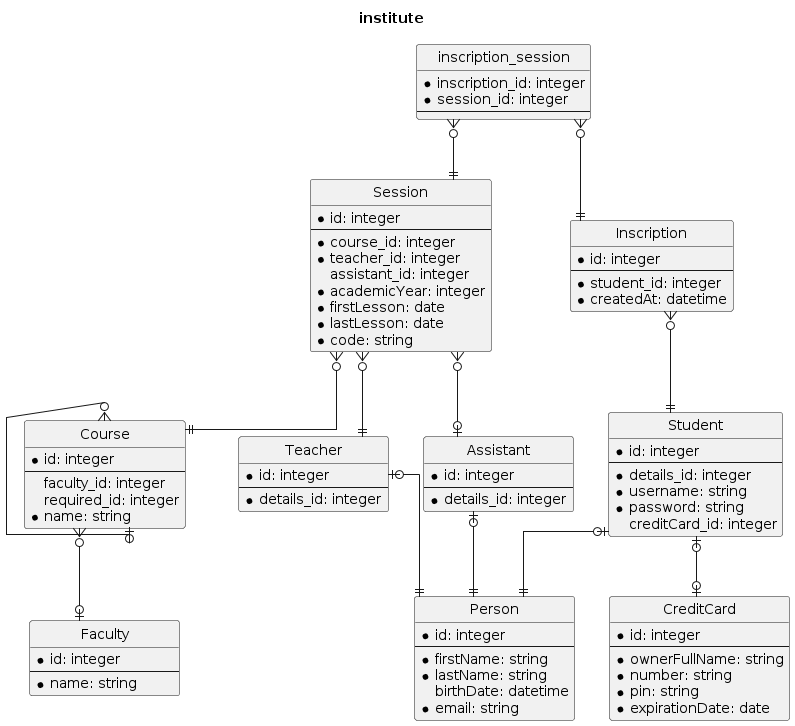 institute
inscription_session
inscription_id: integer
session_id: integer
Session
id: integer
course_id: integer
teacher_id: integer
assistant_id: integer
academicYear: integer
firstLesson: date
lastLesson: date
code: string
Inscription
id: integer
student_id: integer
createdAt: datetime
Course
id: integer
faculty_id: integer
required_id: integer
name: string
Teacher
id: integer
details_id: integer
Assistant
id: integer
details_id: integer
Student
id: integer
details_id: integer
username: string
password: string
creditCard_id: integer
Faculty
id: integer
name: string
Person
id: integer
firstName: string
lastName: string
birthDate: datetime
email: string
CreditCard
id: integer
ownerFullName: string
number: string
pin: string
expirationDate: date